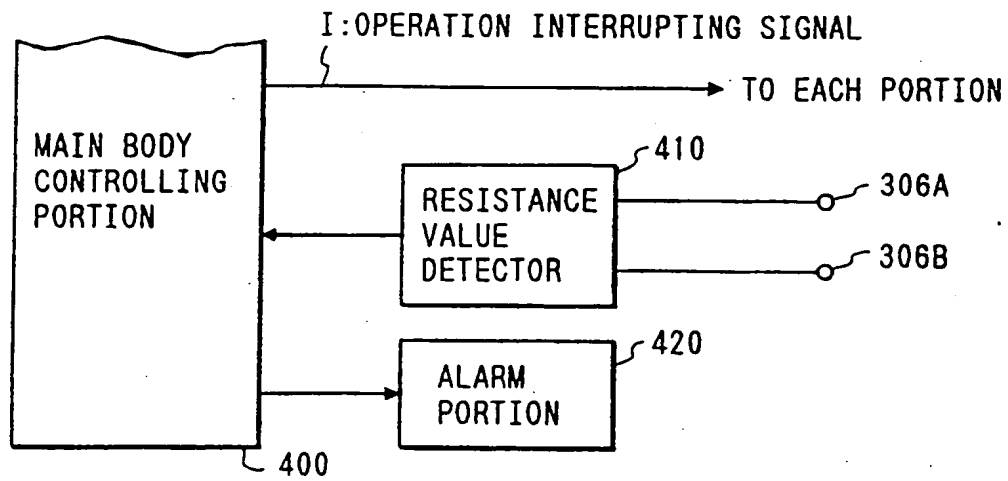 I:OPERATION INTERRUPTING SIGNAL
TO EACH PORTION
MAIN BODY
CONTROLLING
PORTION
410
RESISTANCE
VALUE
DETECTOR
306A
306B
420
ALARM
PORTION
400